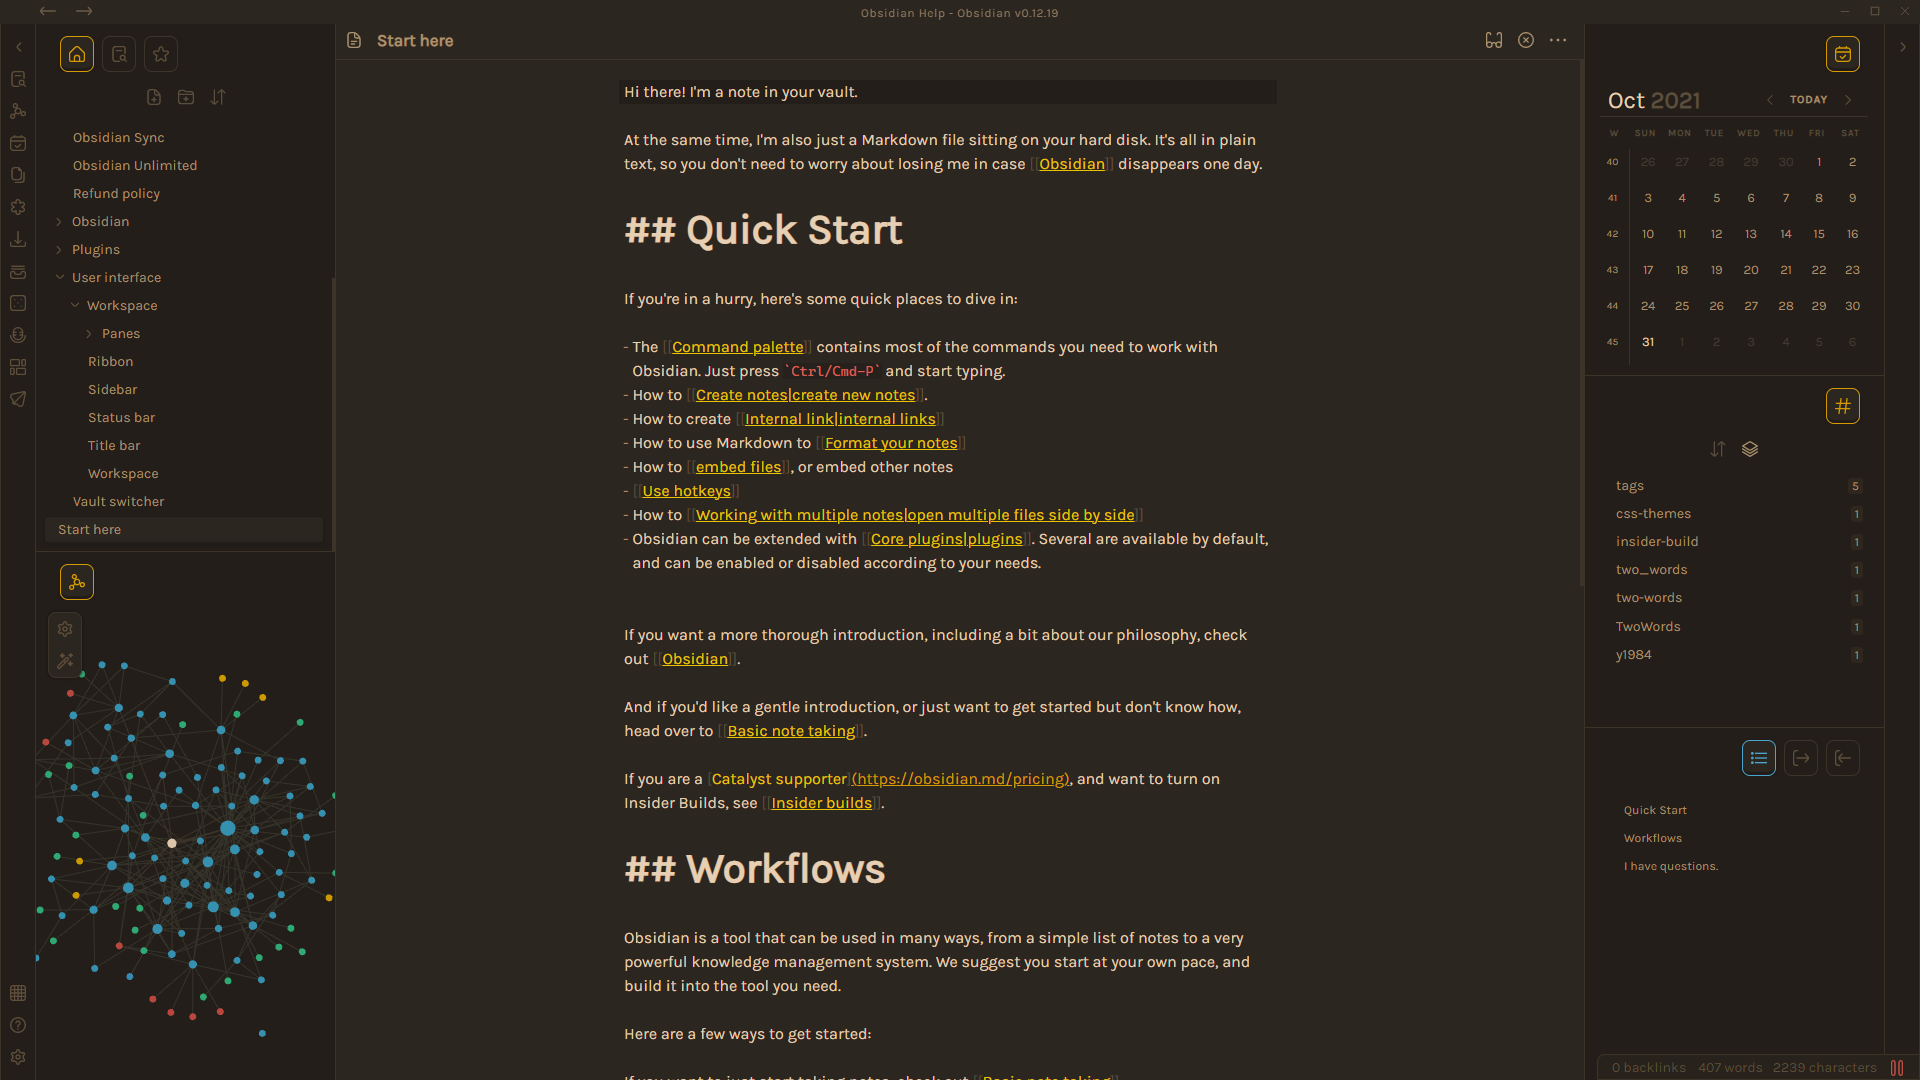 Obsidian Help - Obsidian v0.12.19
Obsidian Sync
Obsidian Unlimited
Refund policy
Obsidian
Plugins
User interface
Workspace
Panes
Ribbon
Sidebar
Status bar
Title bar
Workspace
Vault switcher
Start here
Start here
Hi there! I'm a note in your vault.
At the same time, I'm also just a Markdown file sitting on your hard disk. It's all in plain
text, so you don't need to worry about losing me in case [[Obsidian]] disappears one day.
## Quick Start
If you're in a hurry, here's some quick places to dive in:
- The [[Command palette]] contains most of the commands you need to work with
Obsidian. Just press `Ctrl/Cmd-P` and start typing.
- How to [[Create notes|create new notes]].
- How to create [[Internal link|internal links]]
- How to use Markdown to [[Format your notes]]
- How to [[embed files]], or embed other notes
- [[Use hotkeys]]
- How to [[Working with multiple notes|open multiple files side by side]]
- Obsidian can be extended with [[Core plugins|plugins]]. Several are available by default,
and can be enabled or disabled according to your needs.
If you want a more thorough introduction, including a bit about our philosophy, check
out [[Obsidian]].
And if you'd like a gentle introduction, or just want to get started but don't know how,
head over to [[Basic note taking]].
If you are a [Catalyst supporter](https://obsidian.md/pricing), and want to turn on
Insider Builds, see [[Insider builds]].
## Workflows
Obsidian is a tool that can be used in many ways, from a simple list of notes to a very
powerful knowledge management system. We suggest you start at your own pace, and
build it into the tool you need.
Here are a few ways to get started:
If you want to just start taking notes, check out [[Basic note taking]]
Oct 2021 TODAY
W SUN MON TUE WED THU FRI SAT
40 26 27 28 29 30 1 2
41 3 4 5 6 7 8 9
42 10 11 12 13 14 15 16
43 17 18 19 20 21 22 23
44 24 25 26 27 28 29 30
45 31 1 2 3 4 5 6
#
tags 5
css-themes 1
insider-build 1
two_words 1
two-words 1
TwoWords 1
y1984 1
Quick Start
Workflows
I have questions.
0 backlinks 407 words 2239 characters